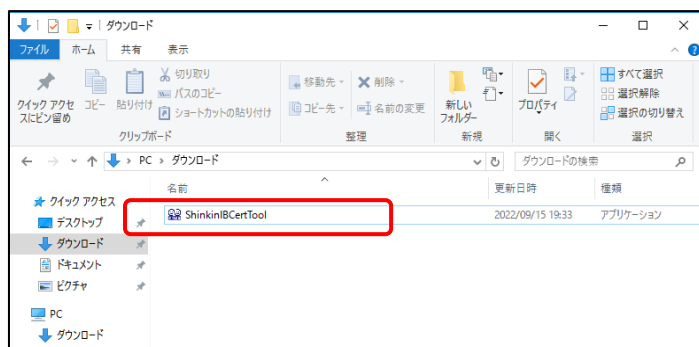 ダウンロード
ファイル ホーム 共有 表示
クイック アクセスにピン留め
コピー
貼り付け
切り取り
パスのコピー
ショートカットの貼り付け
クリップボード
移動先
コピー先
削除
名前の変更
整理
新しい
フォルダー
新規
プロパティ
開く
すべて選択
選択解除
選択の切り替え
選択
PC › ダウンロード
ダウンロードの検索
名前 更新日時 種類
クイック アクセス
デスクトップ
ダウンロード
ドキュメント
ピクチャ
PC
ダウンロード
ShinkinIBCertTool 2022/09/15 19:33 アプリケーション